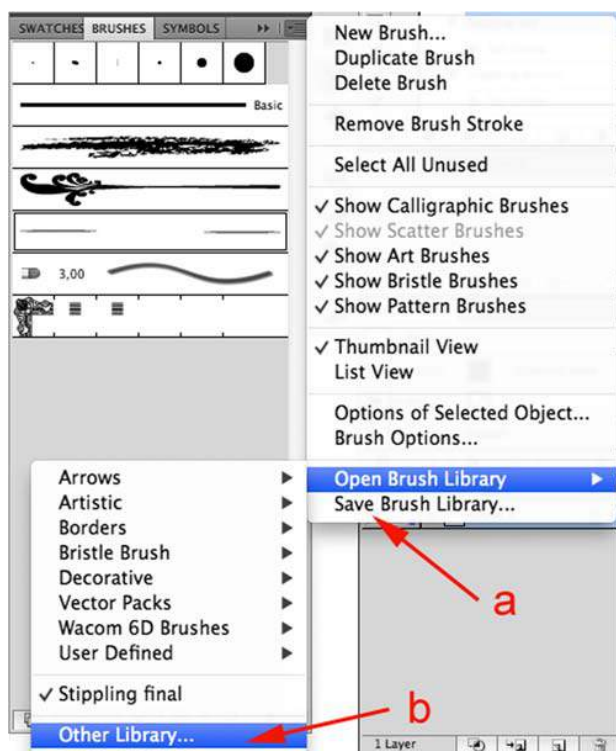 SWATCHES BRUSHES SYMBOLS
Basic
3,00
New Brush...
Duplicate Brush
Delete Brush
Remove Brush Stroke
Select All Unused
✓ Show Calligraphic Brushes
✓ Show Scatter Brushes
✓ Show Art Brushes
✓ Show Bristle Brushes
✓ Show Pattern Brushes
✓ Thumbnail View
List View
Options of Selected Object...
Brush Options...
Open Brush Library
Save Brush Library...
a
Arrows
Artistic
Borders
Bristle Brush
Decorative
Vector Packs
Wacom 6D Brushes
User Defined
✓ Stippling final
Other Library...
b
1 Layer